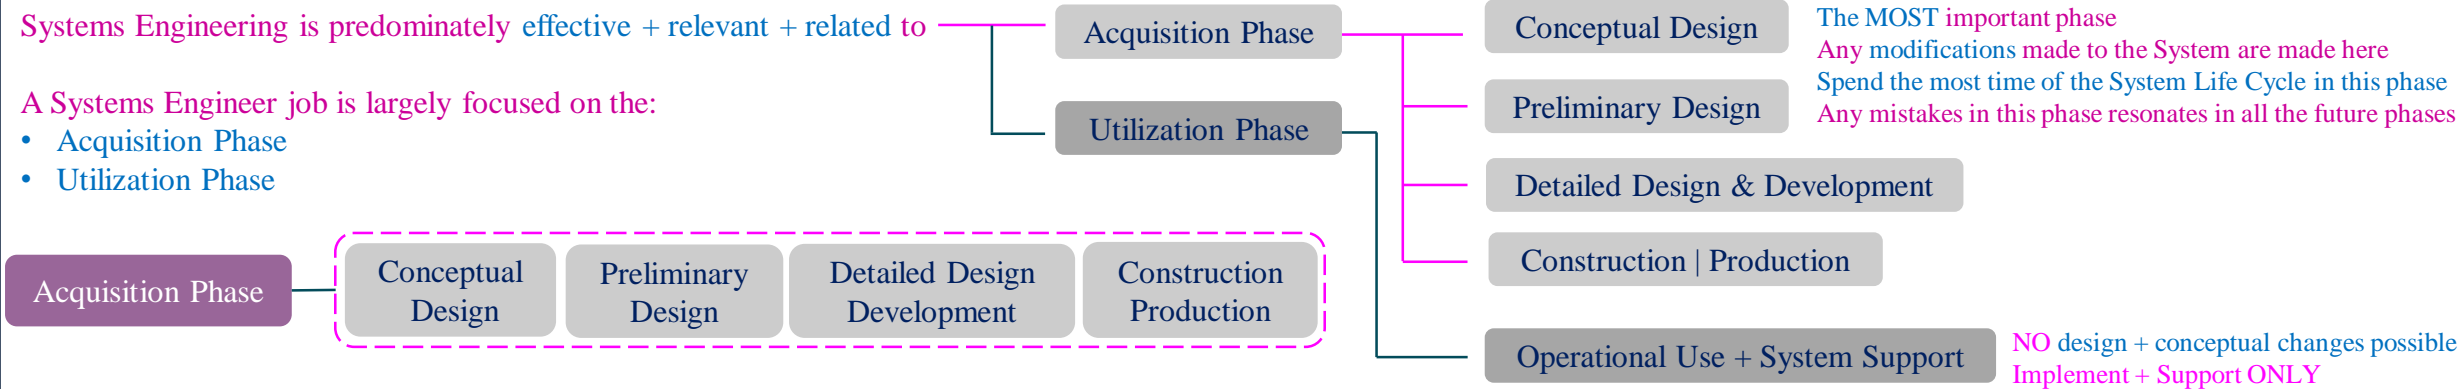 Systems Engineering is predominately effective + relevant + related to
A Systems Engineer job is largely focused on the:
• Acquisition Phase
• Utilization Phase
Acquisition Phase
Utilization Phase
Conceptual Design
The MOST important phase
Any modifications made to the System are made here
Spend the most time of the System Life Cycle in this phase
Any mistakes in this phase resonates in all the future phases
Preliminary Design
Detailed Design & Development
Construction | Production
Operational Use + System Support
NO design + conceptual changes possible
Implement + Support ONLY
Acquisition Phase
Conceptual
Design
Preliminary
Design
Detailed Design
Development
Construction
Production